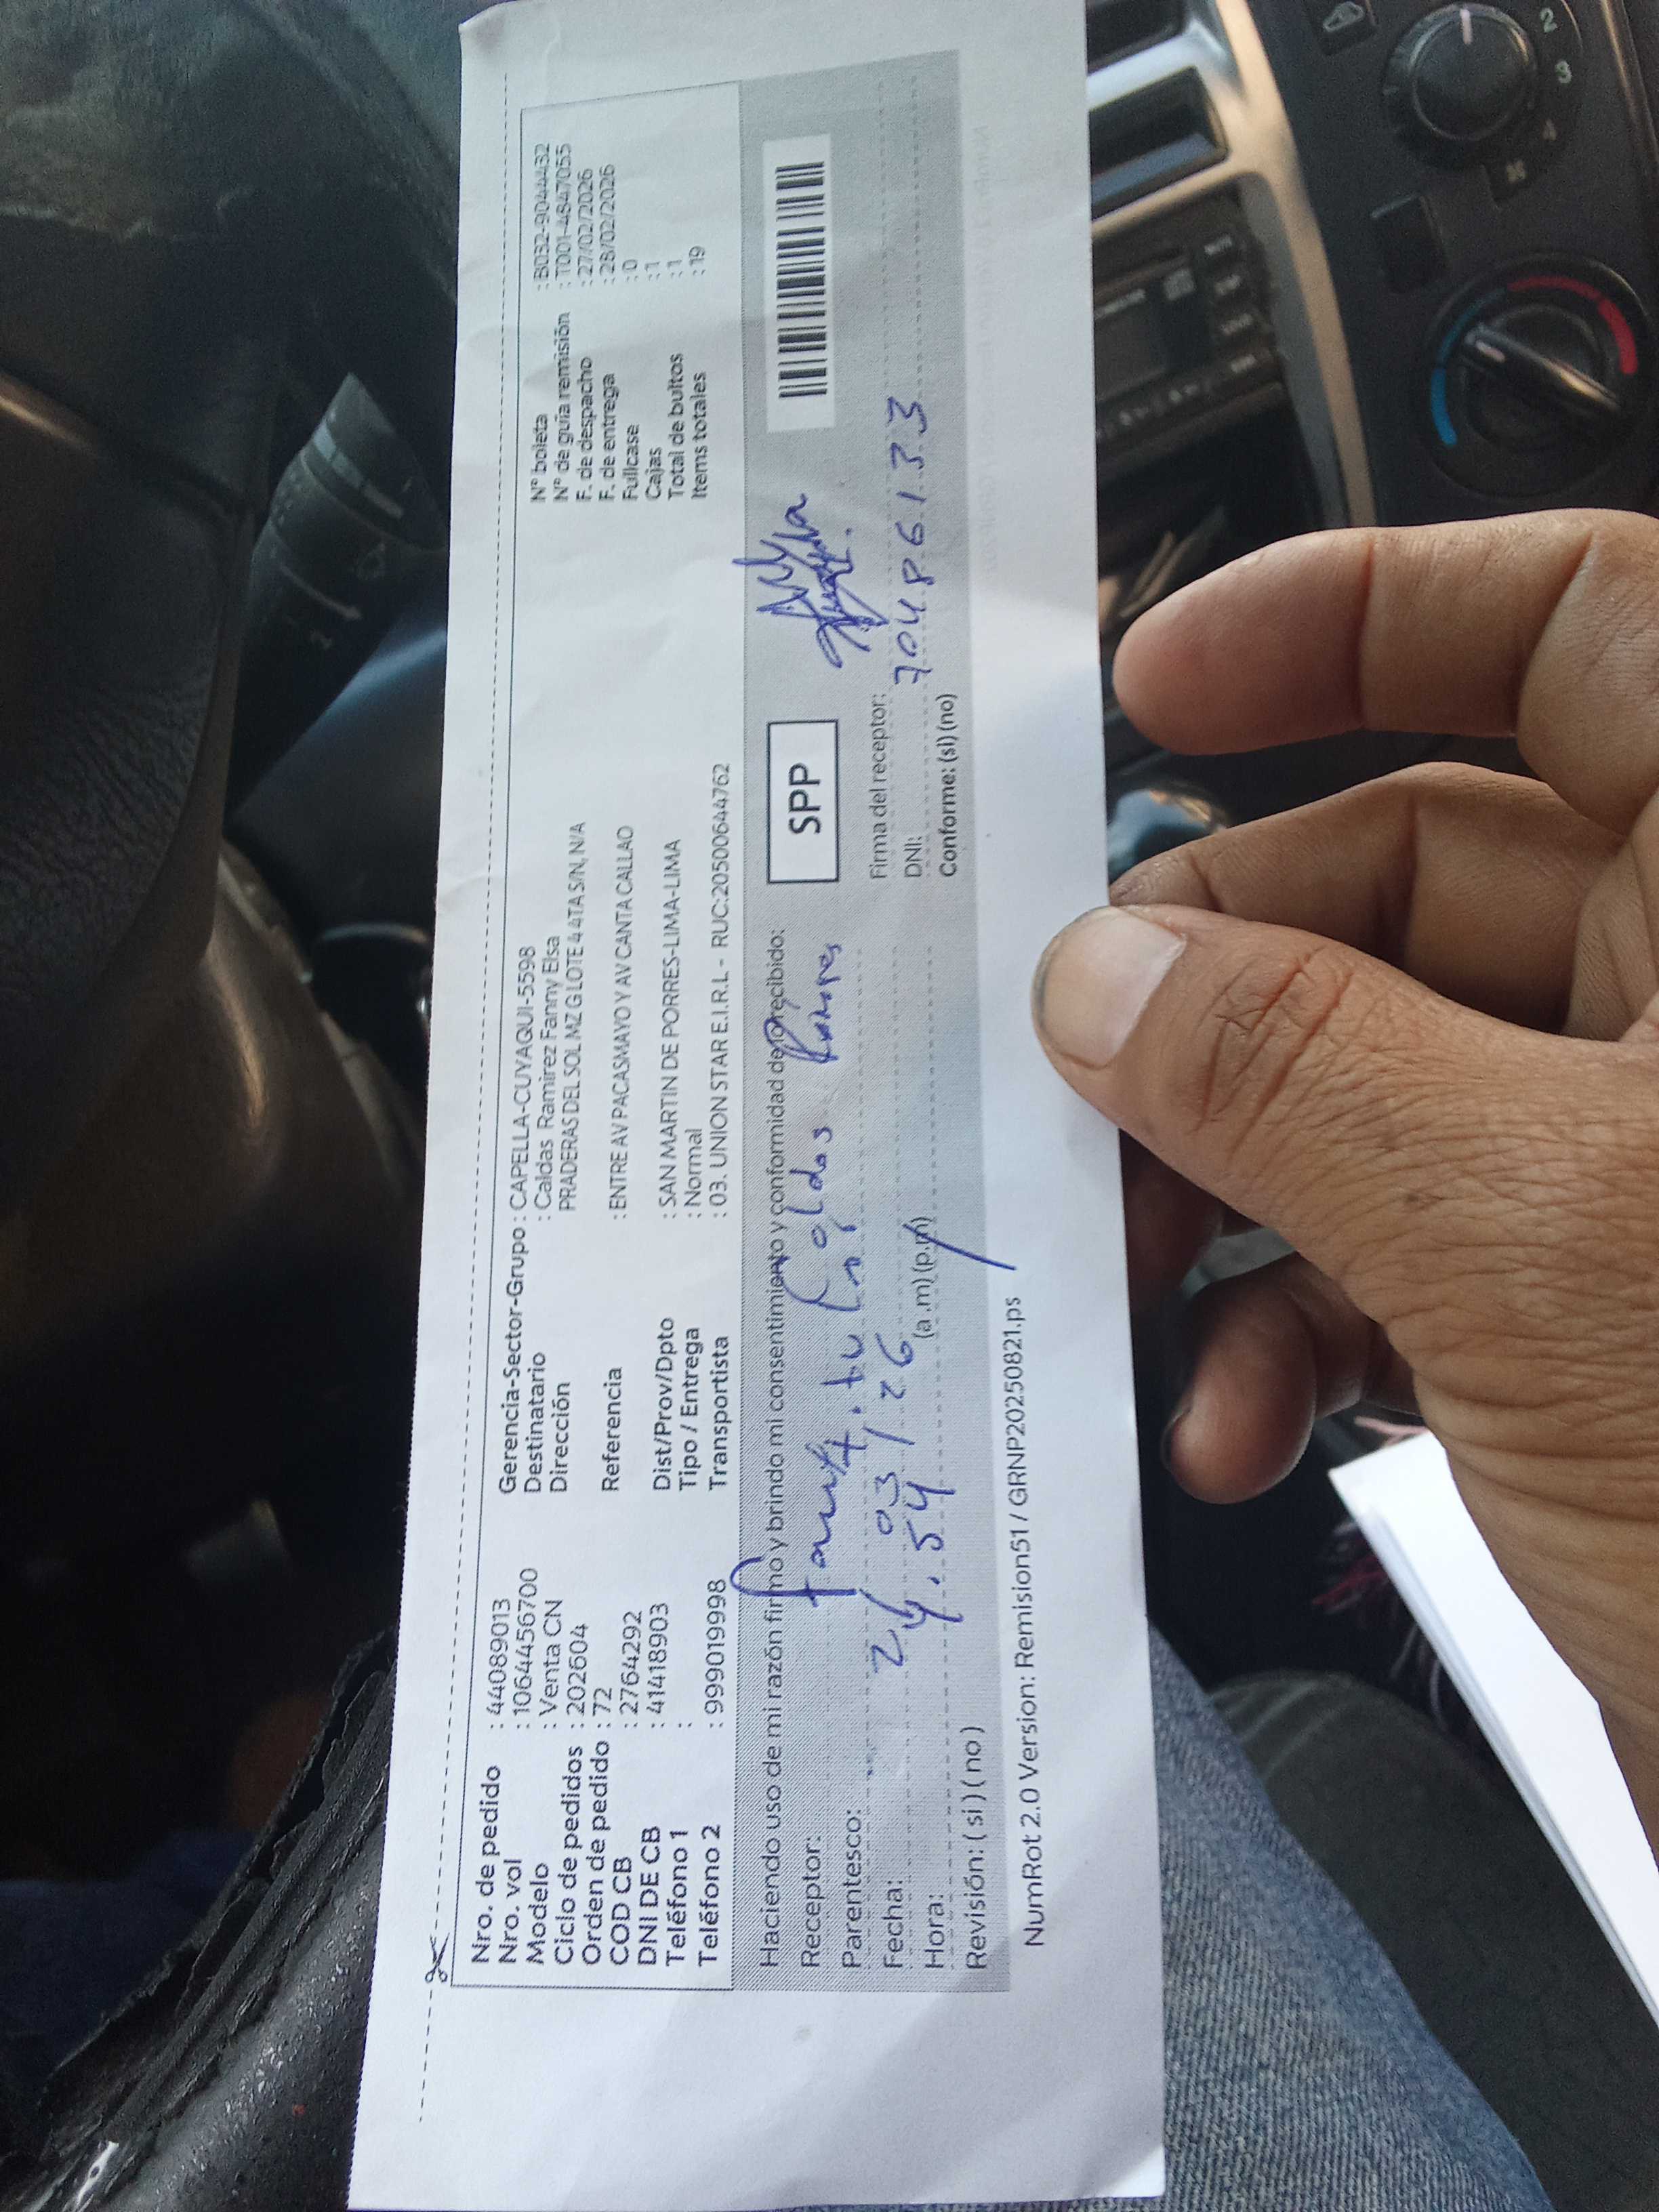 Nro. de pedido : 44089013
Nro. vol : 1064456700
Modelo : Venta CN
Ciclo de pedidos : 202604
Orden de pedido : 72
COD CB : 2764292
DNI DE CB : 41418903
Teléfono 1 :
Teléfono 2 : 999019998
Gerencia-Sector-Grupo : CAPELLA-CUYAQUI-5598
Destinatario : Caldas Ramirez Fanny Elsa
Dirección PRADERAS DEL SOL MZ G LOTE 4 4TA S/N, N/A
Referencia : ENTRE AV PACASMAYO Y AV CANTA CALLAO
Dist/Prov/Dpto : SAN MARTIN DE PORRES-LIMA-LIMA
Tipo / Entrega : Normal
Transportista : 03. UNION STAR E.I.R.L - RUC:20500644762
N° boleta : B032-9044432
N° de guía remisión : T001-4847055
F. de despacho : 27/02/2026
F. de entrega : 28/02/2026
Fullcase : 0
Cajas : 1
Total de bultos : 1
Items totales : 19
Haciendo uso de mi razón firmo y brindo mi consentimiento y conformidad de lo recibido:
SPP
Receptor:
Parentesco:
Fecha: 03 / 26
Hora: 54 (a .m) (p.m)
Revisión: ( si ) ( no )
Firma del receptor:
DNI: 70486133
Conforme: (si) (no)
NumRot 2.0 Version: Remision51 / GRNP20250821.ps